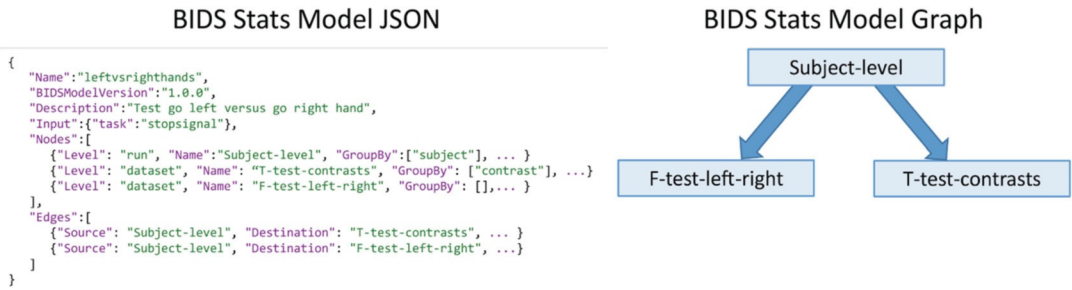 BIDS Stats Model JSON
{
"Name":"leftvsrighthands",
"BIDSModelVersion":"1.0.0",
"Description":"Test go left versus go right hand",
"Input":{"task":"stopsignal"},
"Nodes":[
{"Level": "run", "Name":"Subject-level", "GroupBy":["subject"], ... }
{"Level": "dataset", "Name": “T-test-contrasts", "GroupBy": ["contrast"], ...}
{"Level": "dataset", "Name": "F-test-left-right", "GroupBy": [],... }
],
"Edges":[
{"Source": "Subject-level", "Destination": "T-test-contrasts", ... }
{"Source": "Subject-level", "Destination": "F-test-left-right", ...}
]
}
BIDS Stats Model Graph
Subject-level
F-test-left-right
T-test-contrasts